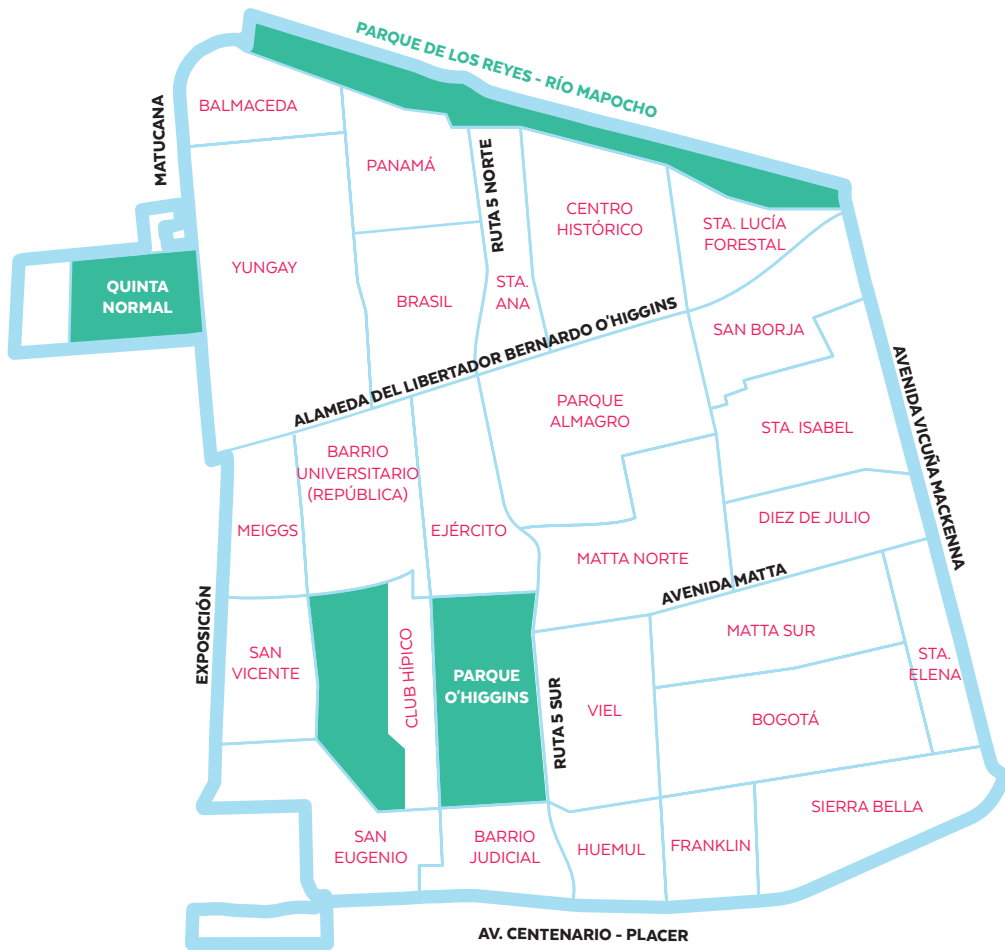 PARQUE DE LOS REYES - RÍO MAPOCHO
BALMACEDA
MATUCANA
PANAMÁ
RUTA 5 NORTE
CENTRO
HISTÓRICO
STA. LUCÍA
FORESTAL
YUNGAY
QUINTA
NORMAL
BRASIL
STA.
ANA
ALAMEDA DEL LIBERTADOR BERNARDO O'HIGGINS
SAN BORJA
AVENIDA VICUÑA MACKENNA
PARQUE
ALMAGRO
STA. ISABEL
BARRIO
UNIVERSITARIO
(REPÚBLICA)
MEIGGS
EJÉRCITO
DIEZ DE JULIO
MATTA NORTE
AVENIDA MATTA
EXPOSICIÓN
SAN
VICENTE
CLUB HÍPICO
PARQUE
O'HIGGINS
RUTA 5 SUR
VIEL
MATTA SUR
STA.
ELENA
BOGOTÁ
SAN
EUGENIO
BARRIO
JUDICIAL
HUEMUL
FRANKLIN
SIERRA BELLA
AV. CENTENARIO - PLACER